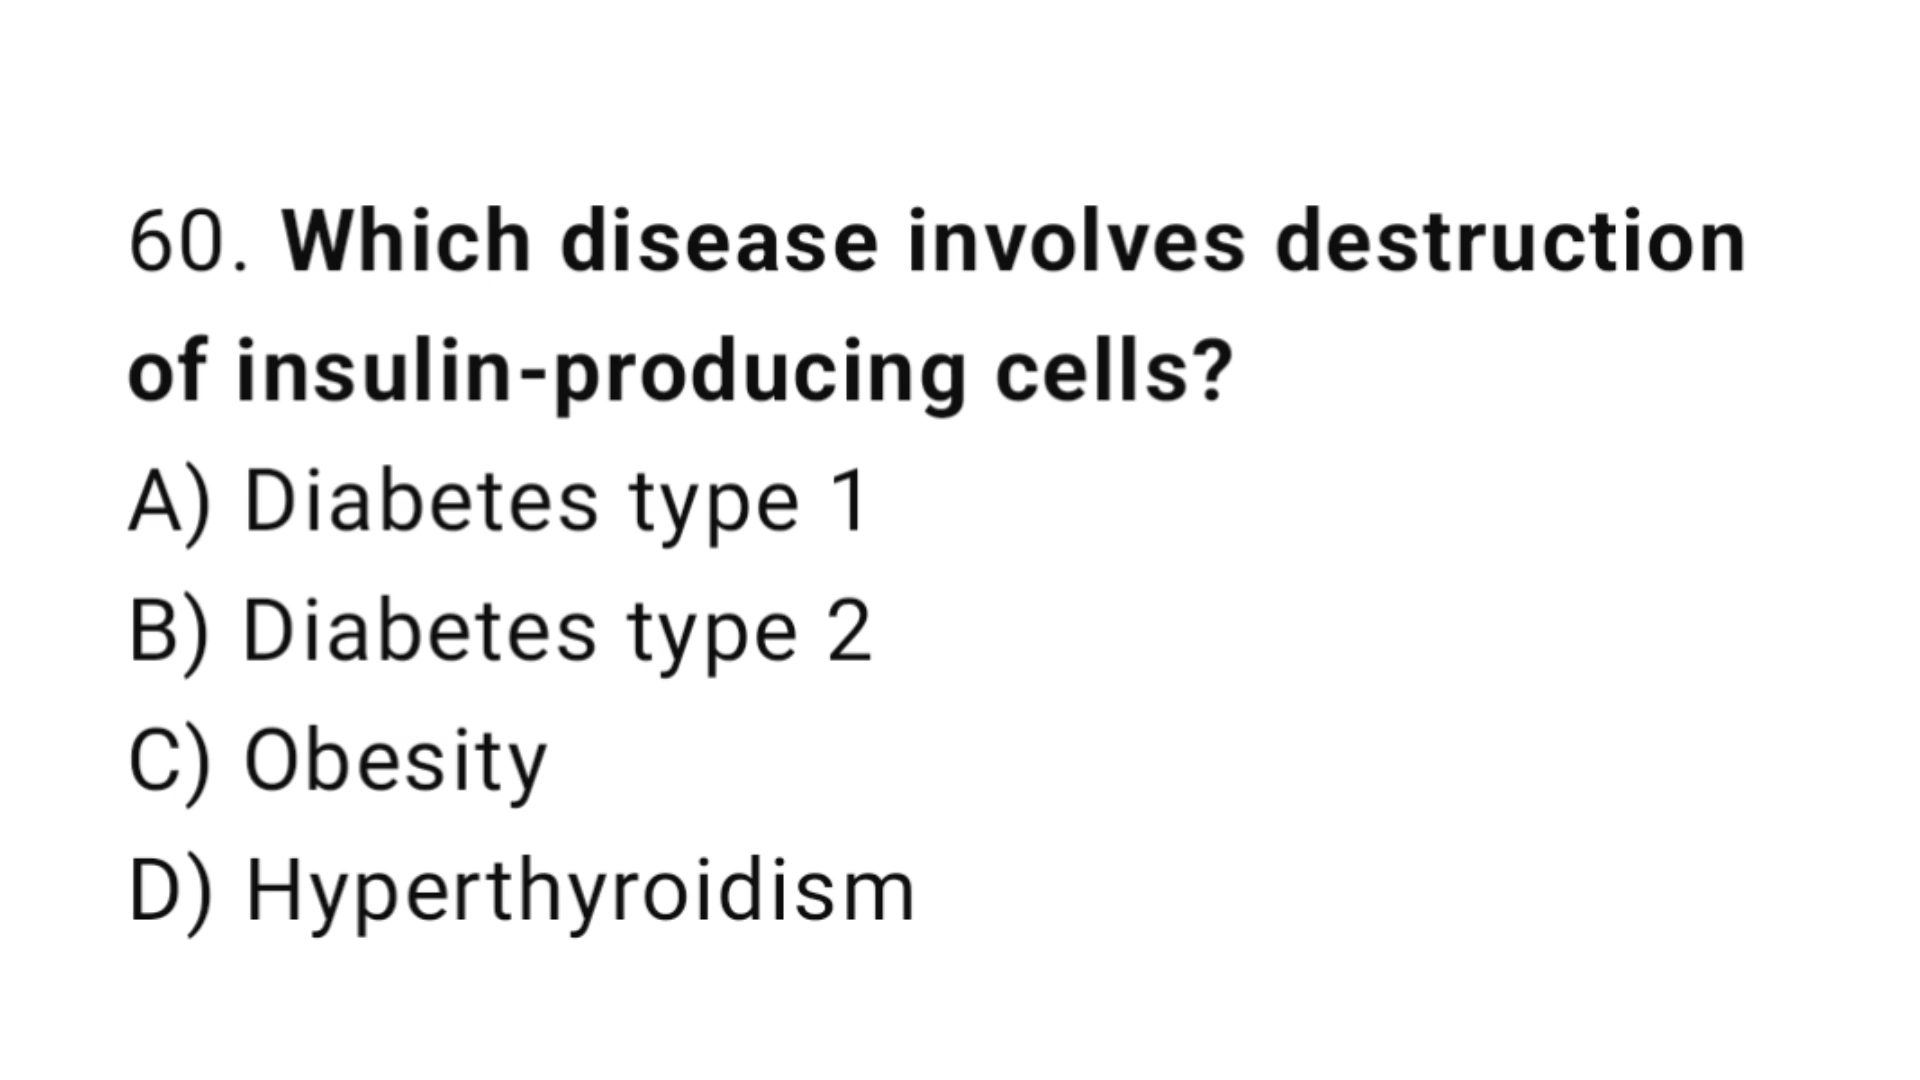 60. Which disease involves destruction
of insulin-producing cells?
A) Diabetes type 1
B) Diabetes type 2
C) Obesity
D) Hyperthyroidism